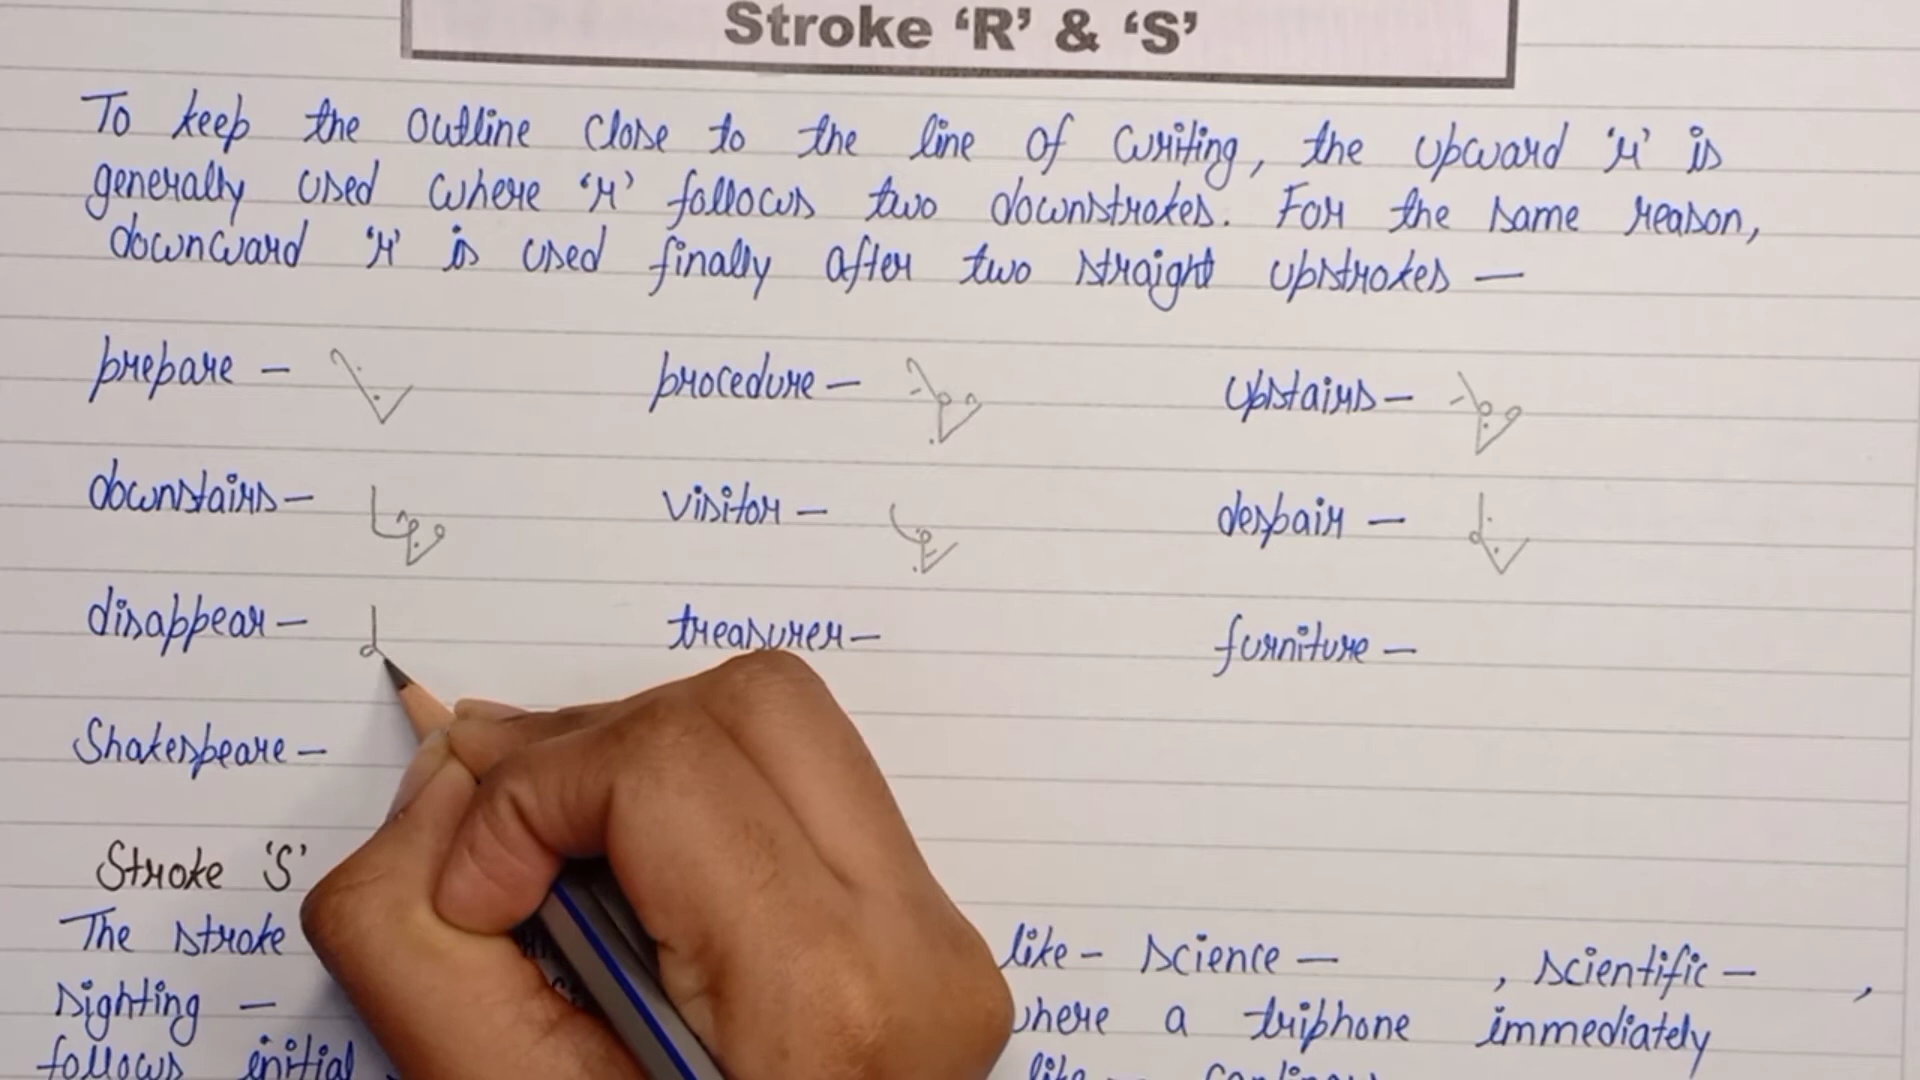 Stroke ‘R’ & ‘S’
To keep the outline close to the line of writing, the upward ‘r’ is
generally used where ‘r’ follows two downstrokes. For the same reason,
downward ‘r’ is used finally after two straight upstrokes —
prepare — procedure — upstairs —
downstairs — visitor — despair —
disappear — treasurer — furniture —
Shakespeare —
Stroke ‘S’
The stroke like - science — , scientific — ,
sighting — where a triphone immediately
follows initial like —